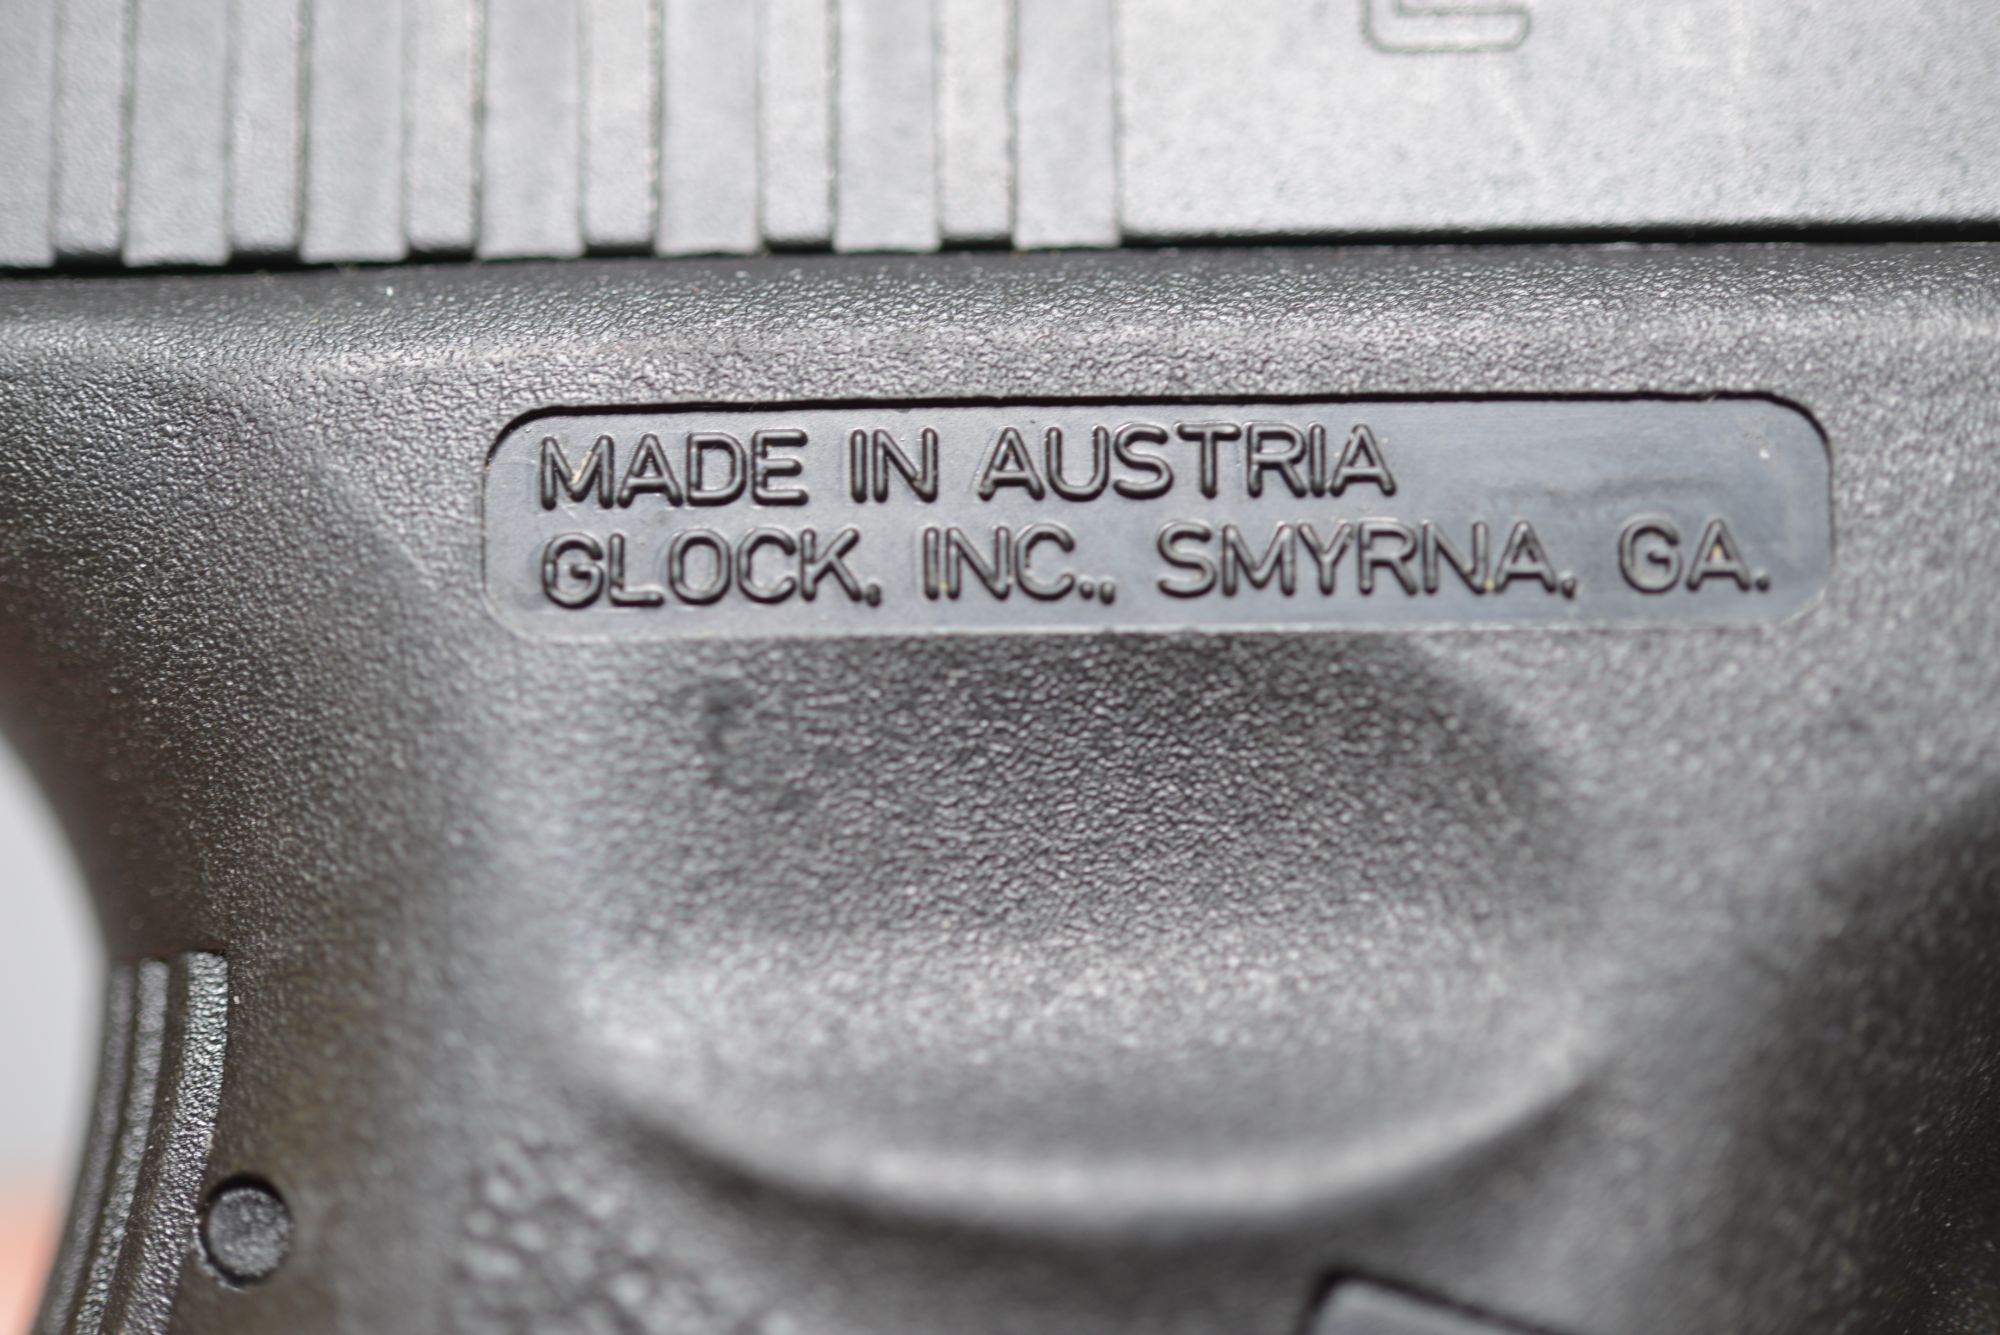 MADE IN AUSTRIA
GLOCK, INC., SMYRNA, GA.